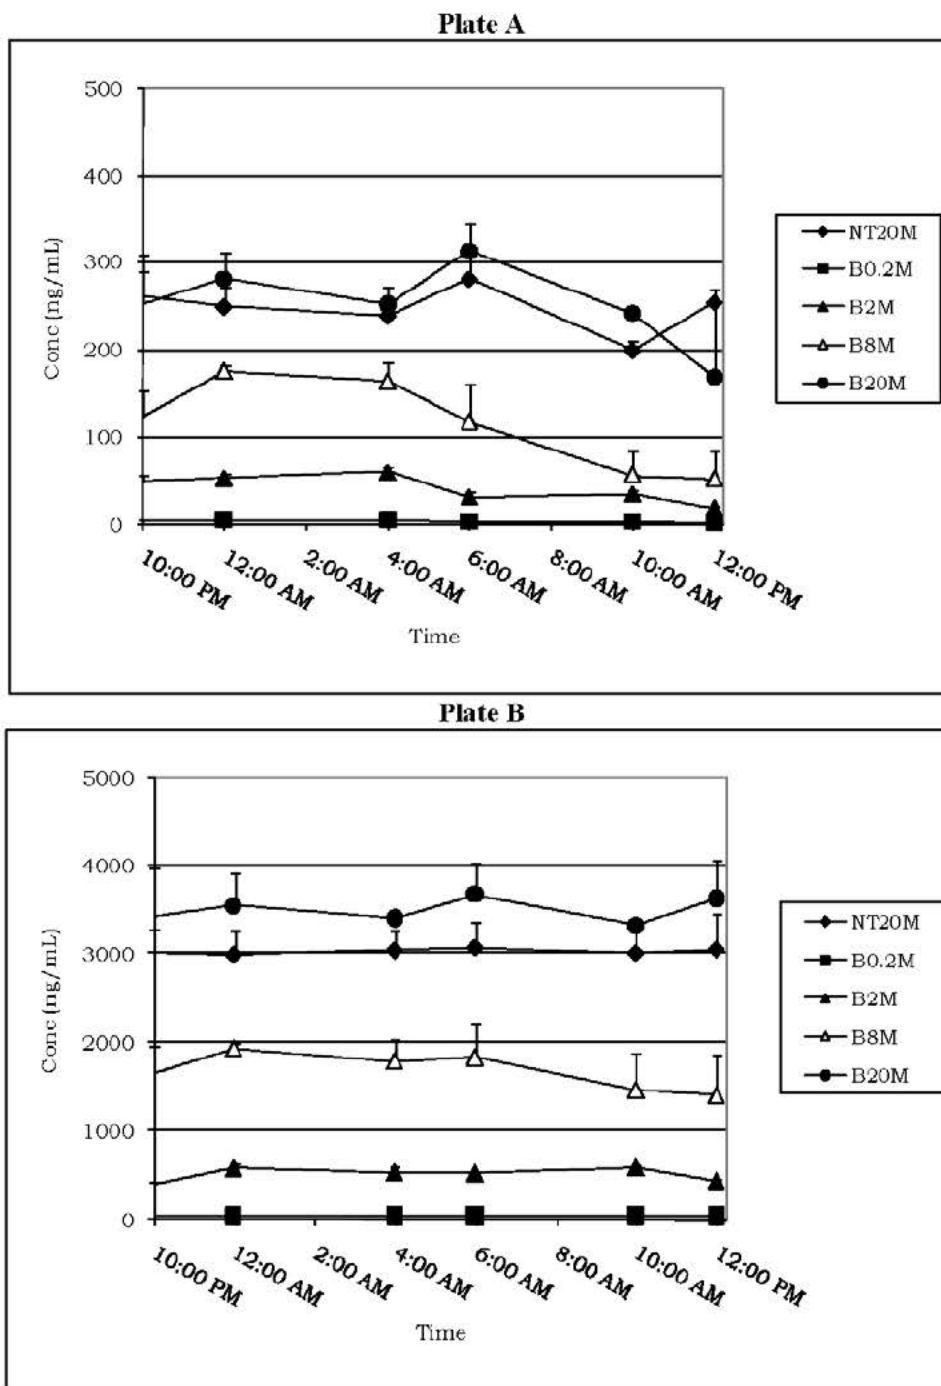 Plate A
500
400
300
200
100
0
Conc (ng/mL)
10:00 PM
12:00 AM
2:00 AM
4:00 AM
6:00 AM
8:00 AM
10:00 AM
12:00 PM
Time
NT20M
B0.2M
B2M
B8M
B20M
Plate B
5000
4000
3000
2000
1000
0
Conc (ng/mL)
10:00 PM
12:00 AM
2:00 AM
4:00 AM
6:00 AM
8:00 AM
10:00 AM
12:00 PM
Time
NT20M
B0.2M
B2M
B8M
B20M